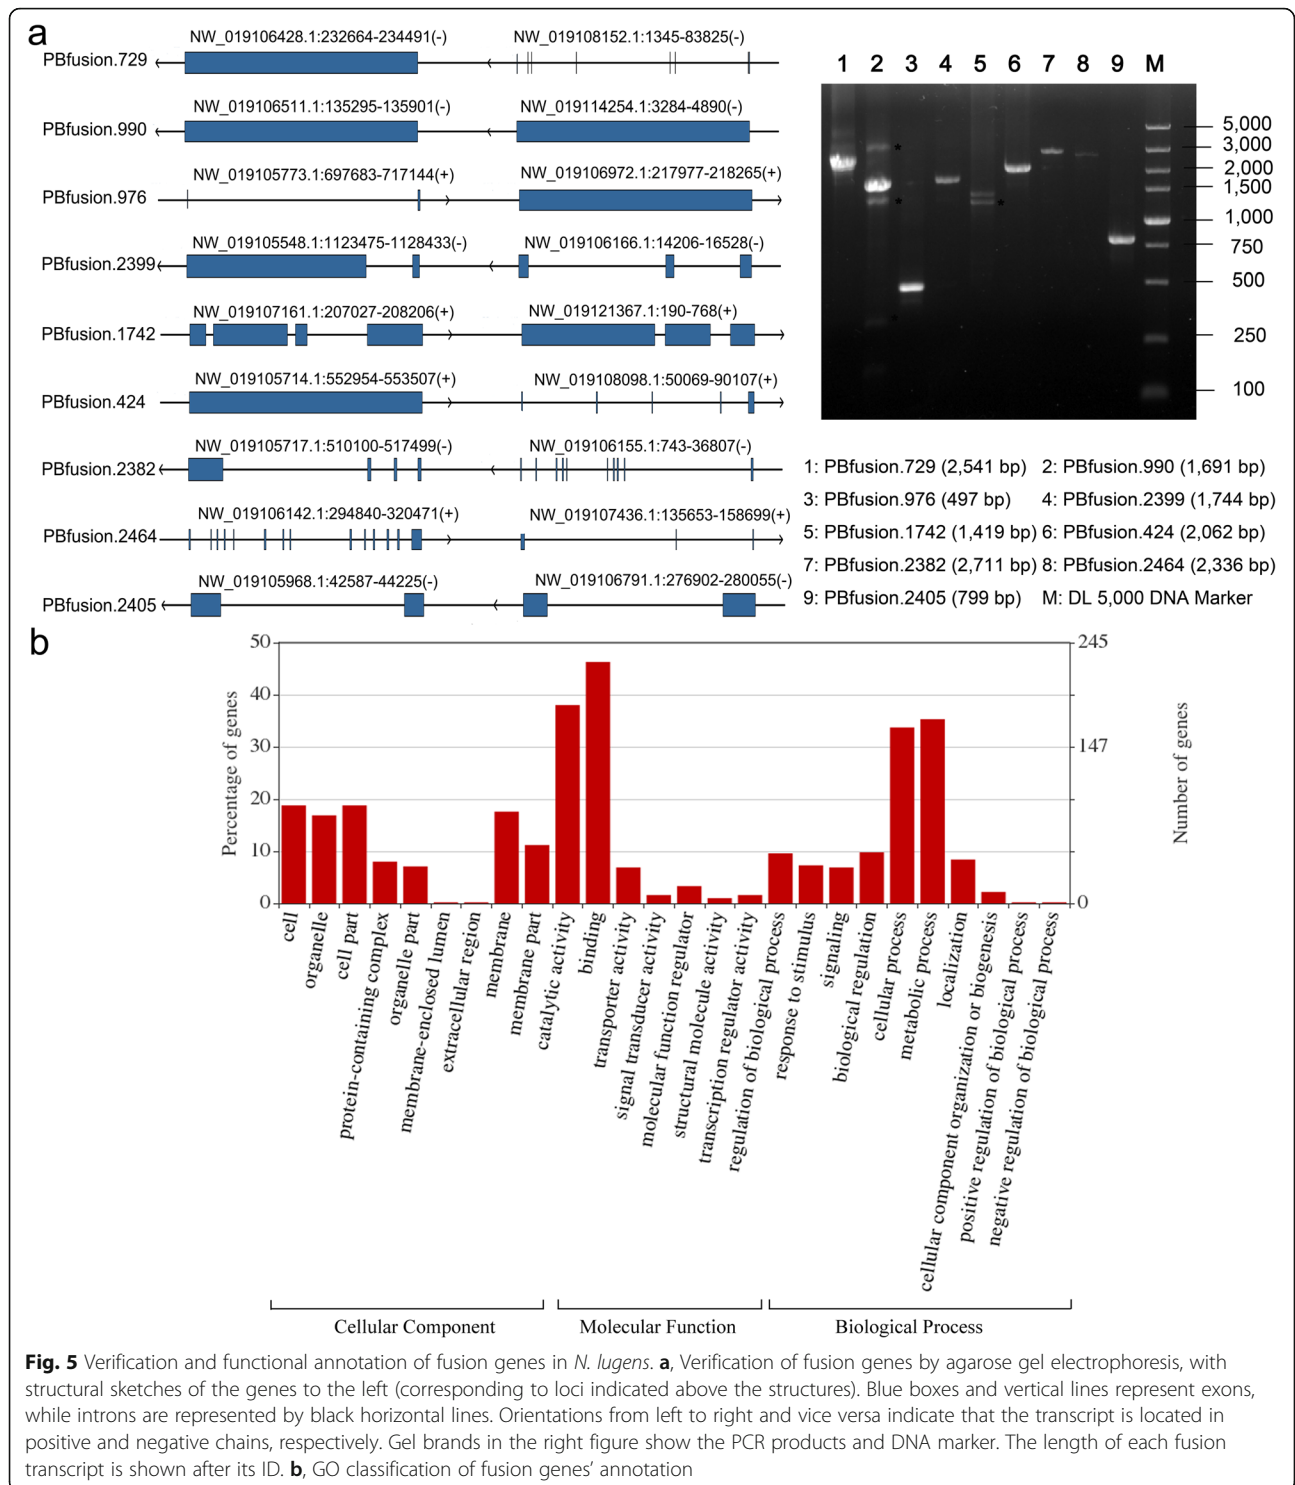 a
NW_019106428.1:232664-234491(-) NW_019108152.1:1345-83825(-)
PBfusion.729
NW_019106511.1:135295-135901(-) NW_019114254.1:3284-4890(-)
PBfusion.990
NW_019105773.1:697683-717144(+) NW_019106972.1:217977-218265(+)
PBfusion.976
NW_019105548.1:1123475-1128433(-) NW_019106166.1:14206-16528(-)
PBfusion.2399
NW_019107161.1:207027-208206(+) NW_019121367.1:190-768(+)
PBfusion.1742
NW_019105714.1:552954-553507(+) NW_019108098.1:50069-90107(+)
PBfusion.424
NW_019105717.1:510100-517499(-) NW_019106155.1:743-36807(-)
PBfusion.2382
NW_019106142.1:294840-320471(+) NW_019107436.1:135653-158699(+)
PBfusion.2464
NW_019105968.1:42587-44225(-) NW_019106791.1:276902-280055(-)
PBfusion.2405
1 2 3 4 5 6 7 8 9 M
5,000
3,000
2,000
1,500
1,000
750
500
250
100
*
*
*
1: PBfusion.729 (2,541 bp) 2: PBfusion.990 (1,691 bp)
3: PBfusion.976 (497 bp) 4: PBfusion.2399 (1,744 bp)
5: PBfusion.1742 (1,419 bp) 6: PBfusion.424 (2,062 bp)
7: PBfusion.2382 (2,711 bp) 8: PBfusion.2464 (2,336 bp)
9: PBfusion.2405 (799 bp) M: DL 5,000 DNA Marker
b
Percentage of genes
50
40
30
20
10
0
245
147
0
Number of genes
cell
organelle
cell part
protein-containing complex
organelle part
membrane-enclosed lumen
extracellular region
membrane
membrane part
catalytic activity
binding
transporter activity
signal transducer activity
molecular function regulator
structural molecule activity
transcription regulator activity
regulation of biological process
response to stimulus
signaling
biological regulation
cellular process
metabolic process
localization
cellular component organization or biogenesis
positive regulation of biological process
negative regulation of biological process
Cellular Component Molecular Function Biological Process
Fig. 5 Verification and functional annotation of fusion genes in N. lugens. a, Verification of fusion genes by agarose gel electrophoresis, with
structural sketches of the genes to the left (corresponding to loci indicated above the structures). Blue boxes and vertical lines represent exons,
while introns are represented by black horizontal lines. Orientations from left to right and vice versa indicate that the transcript is located in
positive and negative chains, respectively. Gel brands in the right figure show the PCR products and DNA marker. The length of each fusion
transcript is shown after its ID. b, GO classification of fusion genes' annotation